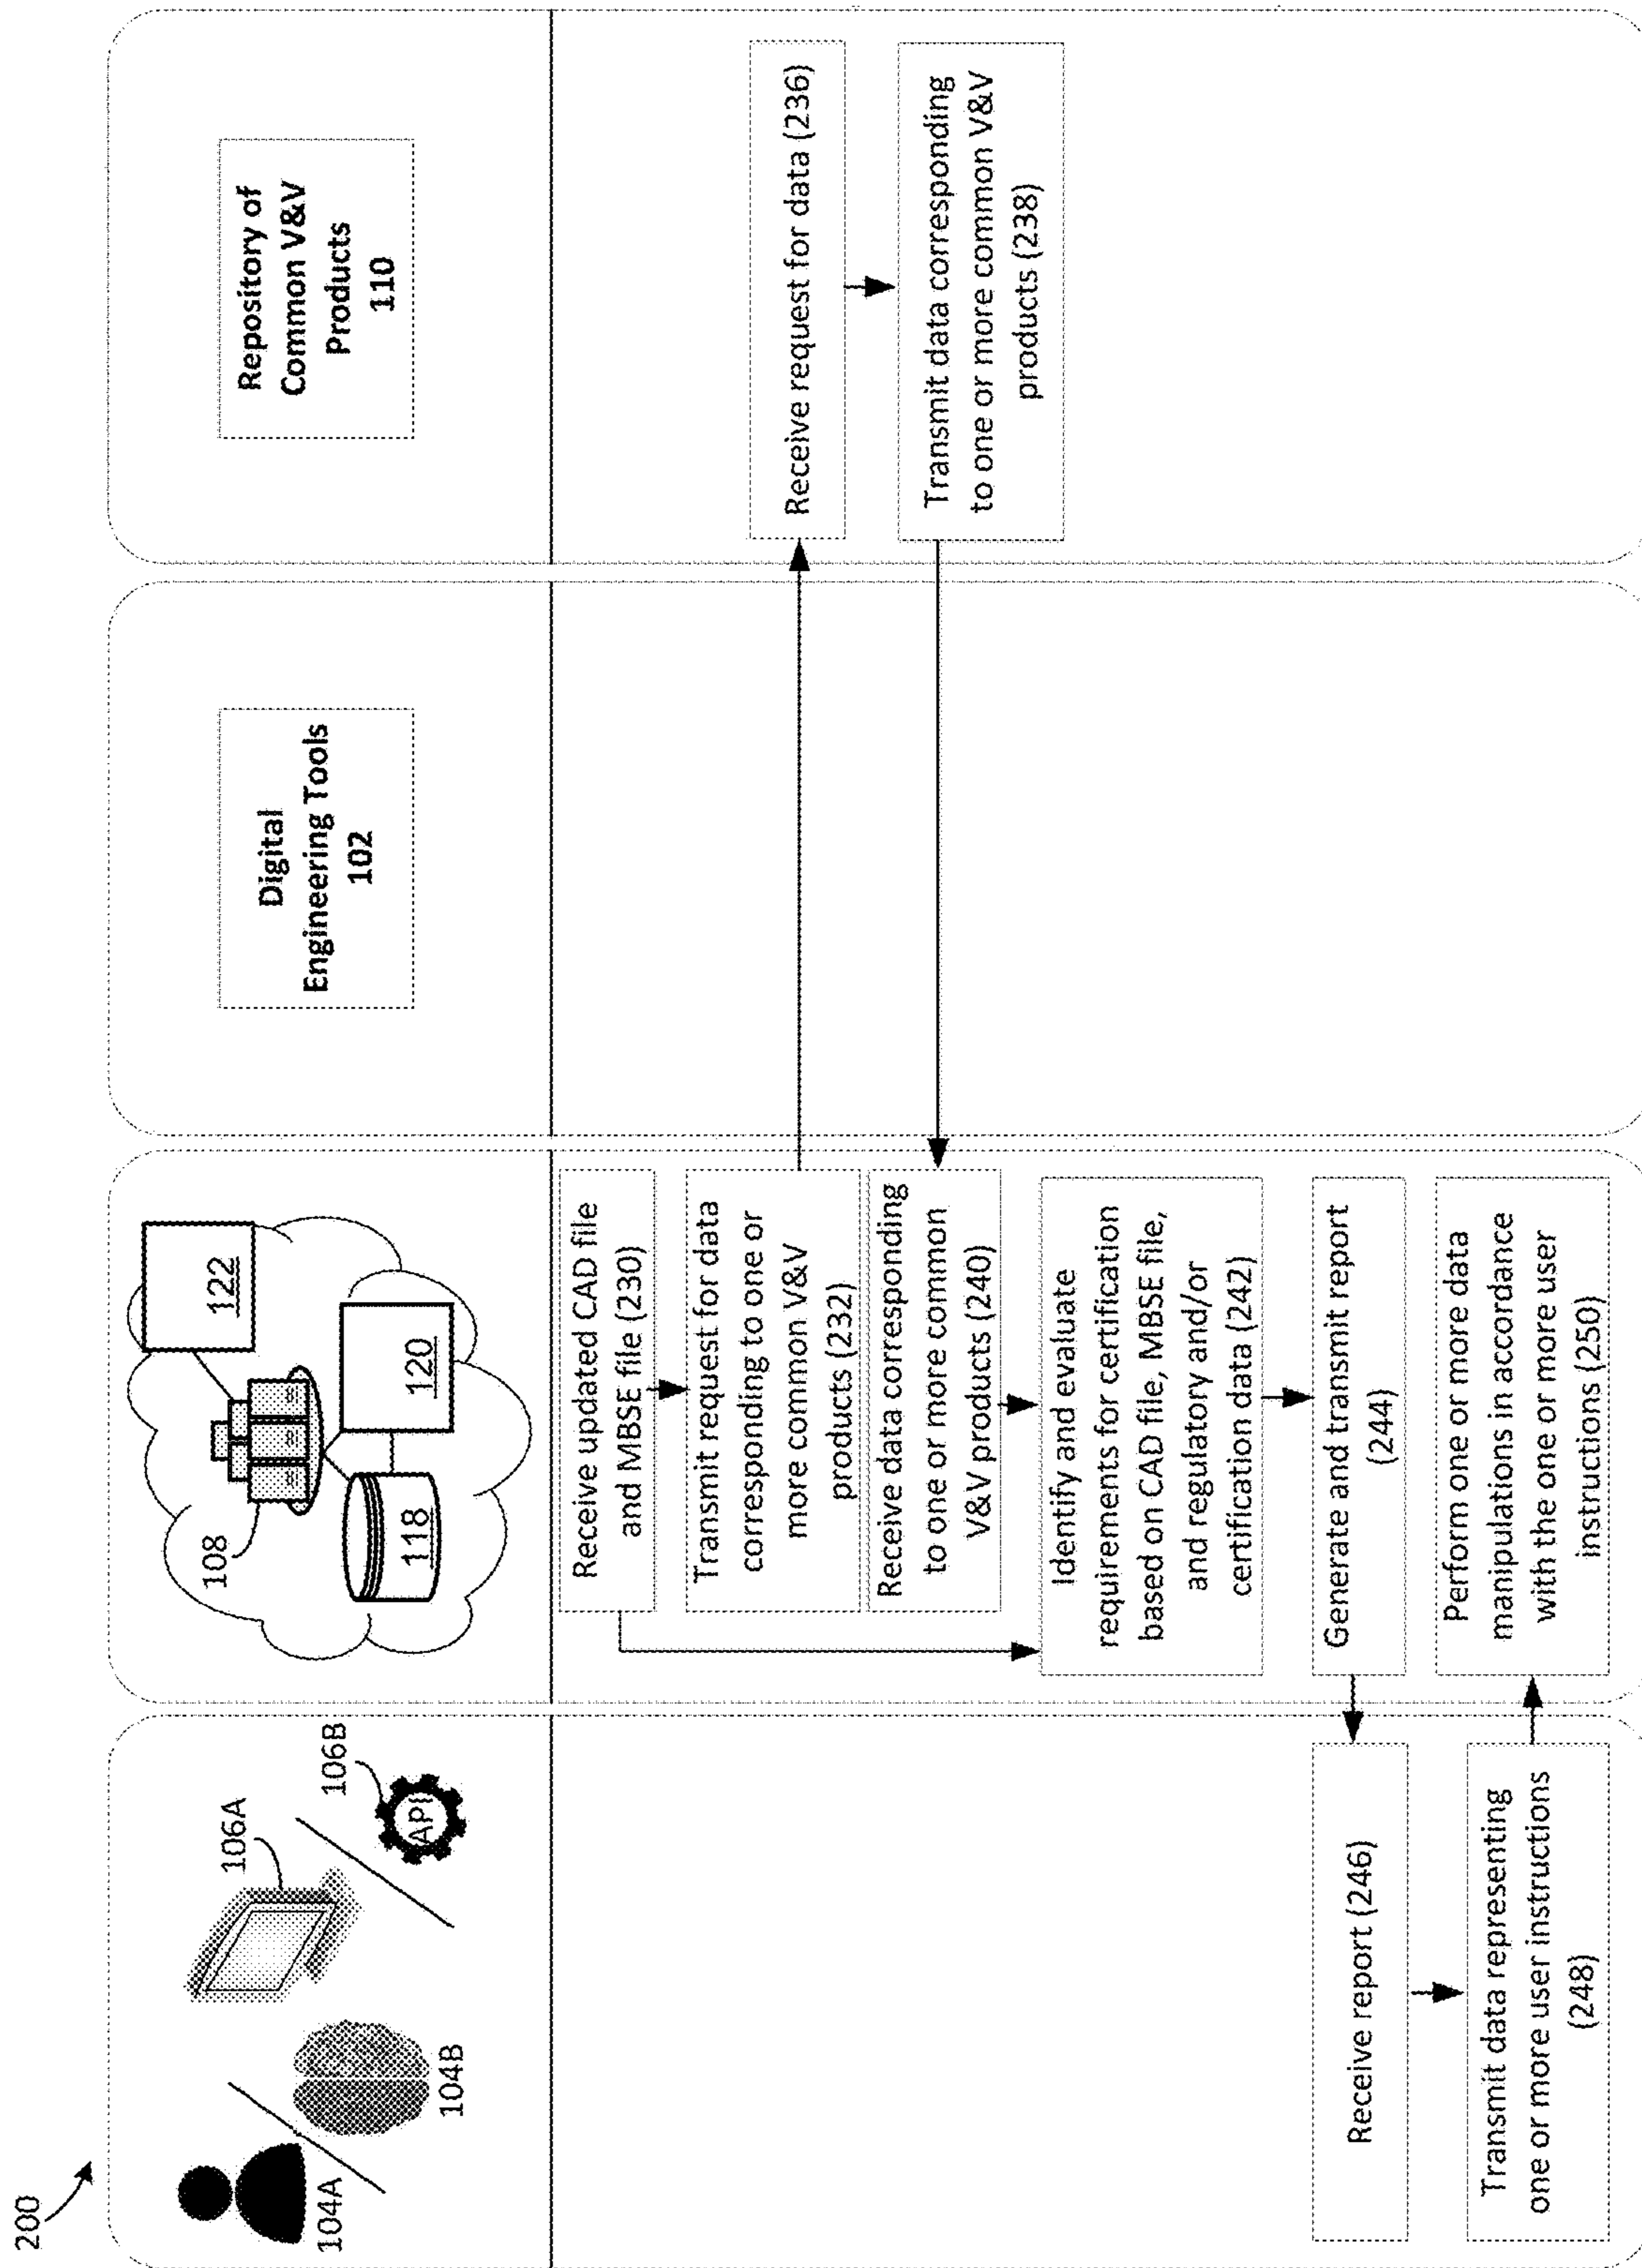 200
104A
104B
106A
106B
API
108
118
120
122
Digital
Engineering Tools
102
Repository of
Common V&V
Products
110
Receive updated CAD file
and MBSE file (230)
Transmit request for data
corresponding to one or
more common V&V
products (232)
Receive request for data (236)
Transmit data corresponding
to one or more common V&V
products (238)
Receive data corresponding
to one or more common
V&V products (240)
Identify and evaluate
requirements for certification
based on CAD file, MBSE file,
and regulatory and/or
certification data (242)
Generate and transmit report
(244)
Receive report (246)
Transmit data representing
one or more user instructions
(248)
Perform one or more data
manipulations in accordance
with the one or more user
instructions (250)